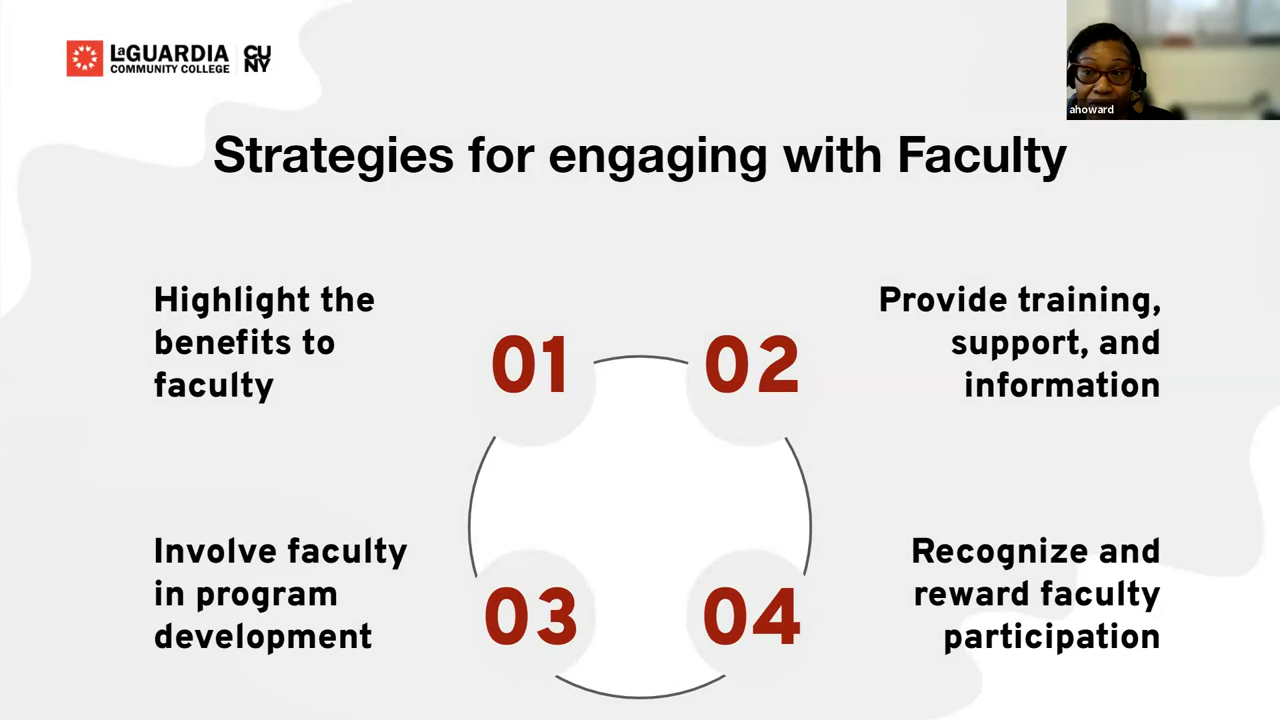 LaGUARDIA
COMMUNITY COLLEGE
CU
NY
ahoward
Strategies for engaging with Faculty
Highlight the
benefits to
faculty
01
02
Provide training,
support, and
information
Involve faculty
in program
development
03
04
Recognize and
reward faculty
participation